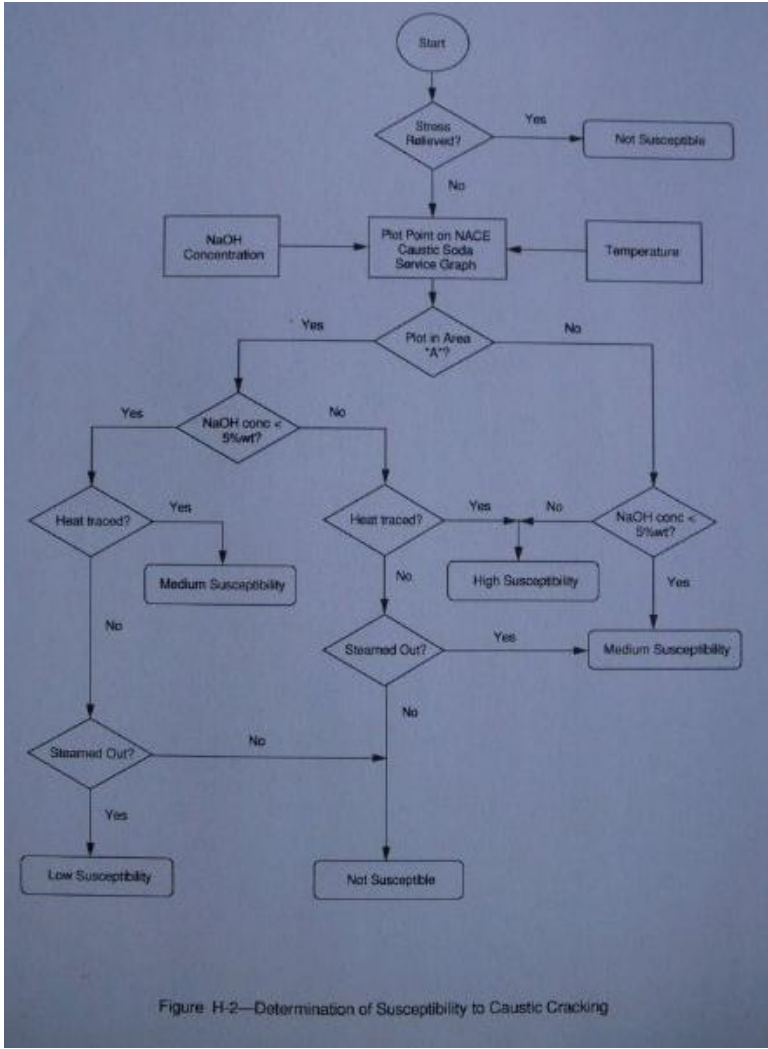 Start
Stress
Relieved?
Yes
Not Susceptible
No
NaOH
Concentration
Plot Point on NACE
Caustic Soda
Service Graph
Temperature
Yes
Plot in Area
"A"?
No
Yes
NaOH conc <
5%wt?
No
Heat traced?
Yes
Medium Susceptibility
Heat traced?
Yes
No
NaOH conc <
5%wt?
High Susceptibility
No
Yes
No
Steamed Out?
Yes
Medium Susceptibility
No
Steamed Out?
No
Yes
Low Susceptibility
Not Susceptible
Figure H-2—Determination of Susceptibility to Caustic Cracking